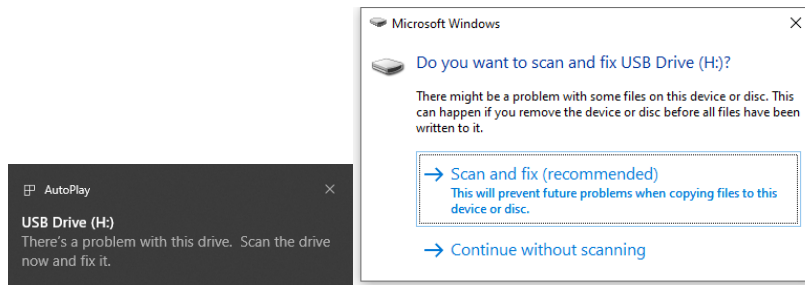 AutoPlay
USB Drive (H:)
There's a problem with this drive. Scan the drive
now and fix it.
Microsoft Windows
Do you want to scan and fix USB Drive (H:)?
There might be a problem with some files on this device or disc. This
can happen if you remove the device or disc before all files have been
written to it.
Scan and fix (recommended)
This will prevent future problems when copying files to this
device or disc.
Continue without scanning